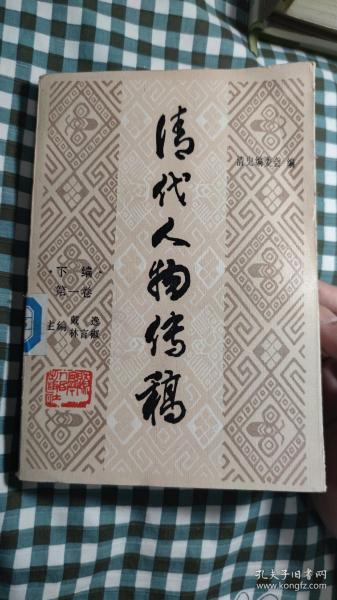 清代人物传稿
清史编委会 编
·下编·
第一卷
主编 戴逸
林言椒
孔夫子旧书网